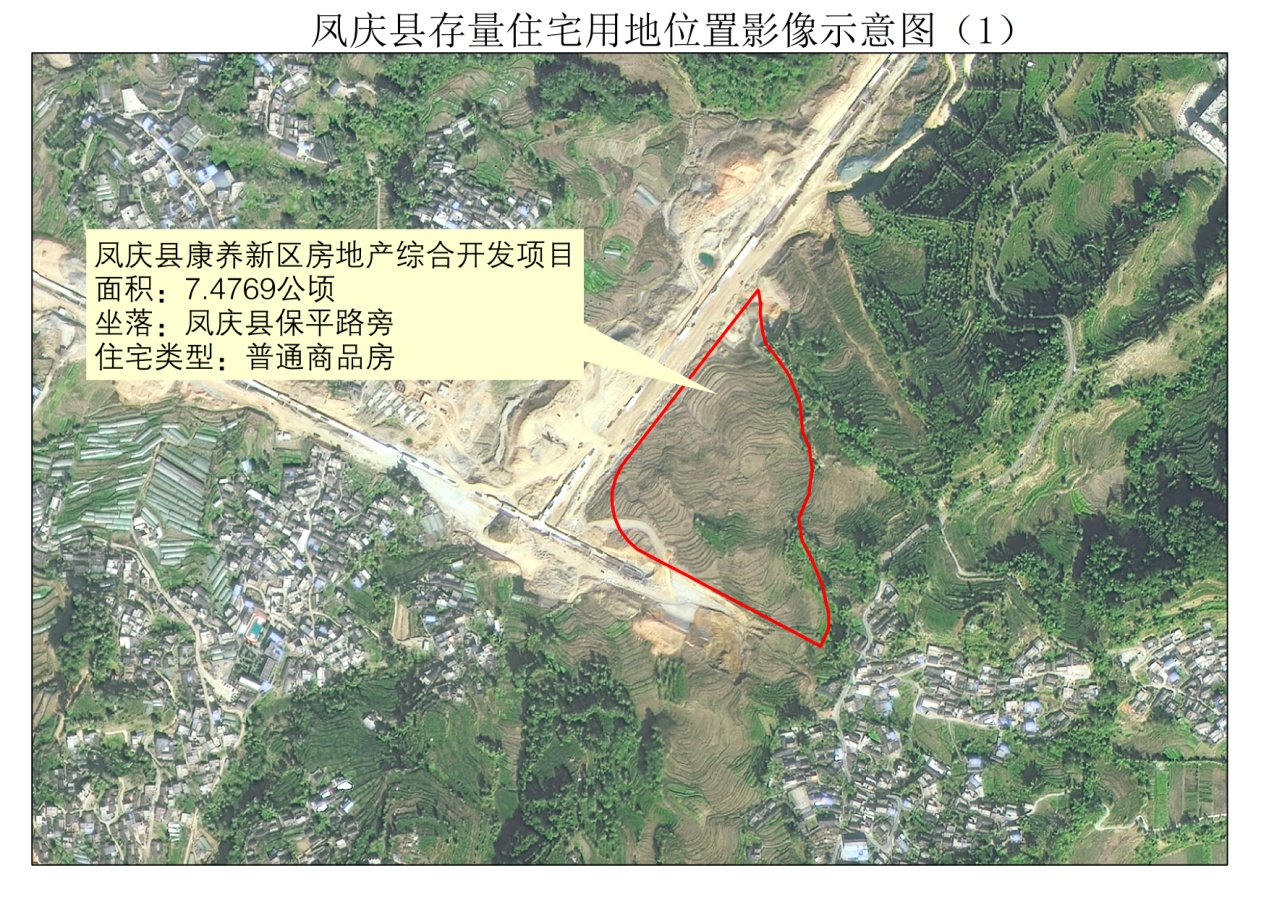 凤庆县存量住宅用地位置影像示意图（1）
凤庆县康养新区房地产综合开发项目
面积：7.4769公顷
坐落：凤庆县保平路旁
住宅类型：普通商品房